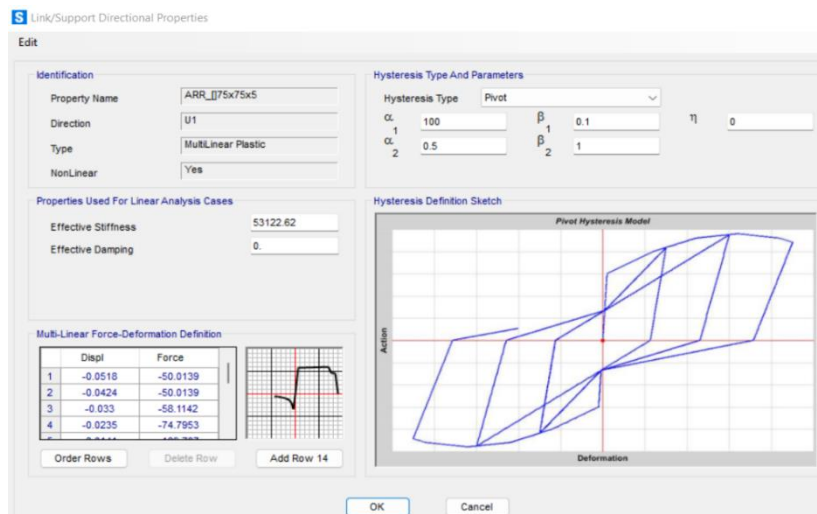 S Link/Support Directional Properties
Edit
Identification
Property Name ARR_[]75x75x5
Direction U1
Type MultiLinear Plastic
NonLinear Yes
Hysteresis Type And Parameters
Hysteresis Type Pivot
α1 100 β1 0.1 η 0
α2 0.5 β2 1
Properties Used For Linear Analysis Cases
Effective Stiffness 53122.62
Effective Damping 0.
Hysteresis Definition Sketch
Pivot Hysteresis Model
Action
Deformation
Multi-Linear Force-Deformation Definition
Displ Force
1 -0.0518 -50.0139
2 -0.0424 -50.0139
3 -0.033 -58.1142
4 -0.0235 -74.7953
Order Rows Delete Row Add Row 14
OK Cancel